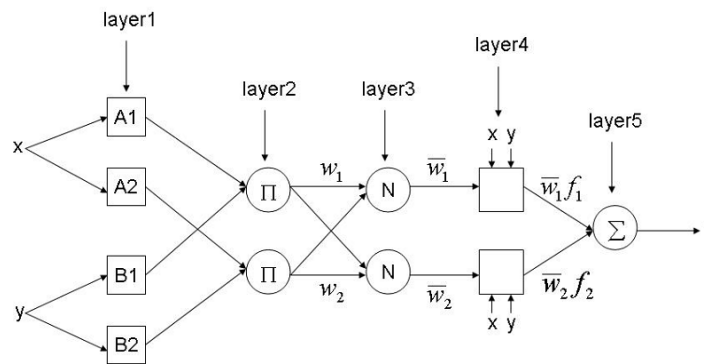 layer1
layer2
layer3
layer4
layer5
x
y
A1
A2
B1
B2
Π
Π
w₁
w₂
N
N
w̅₁
w̅₂
x y
x y
w̅₁f₁
w̅₂f₂
Σ